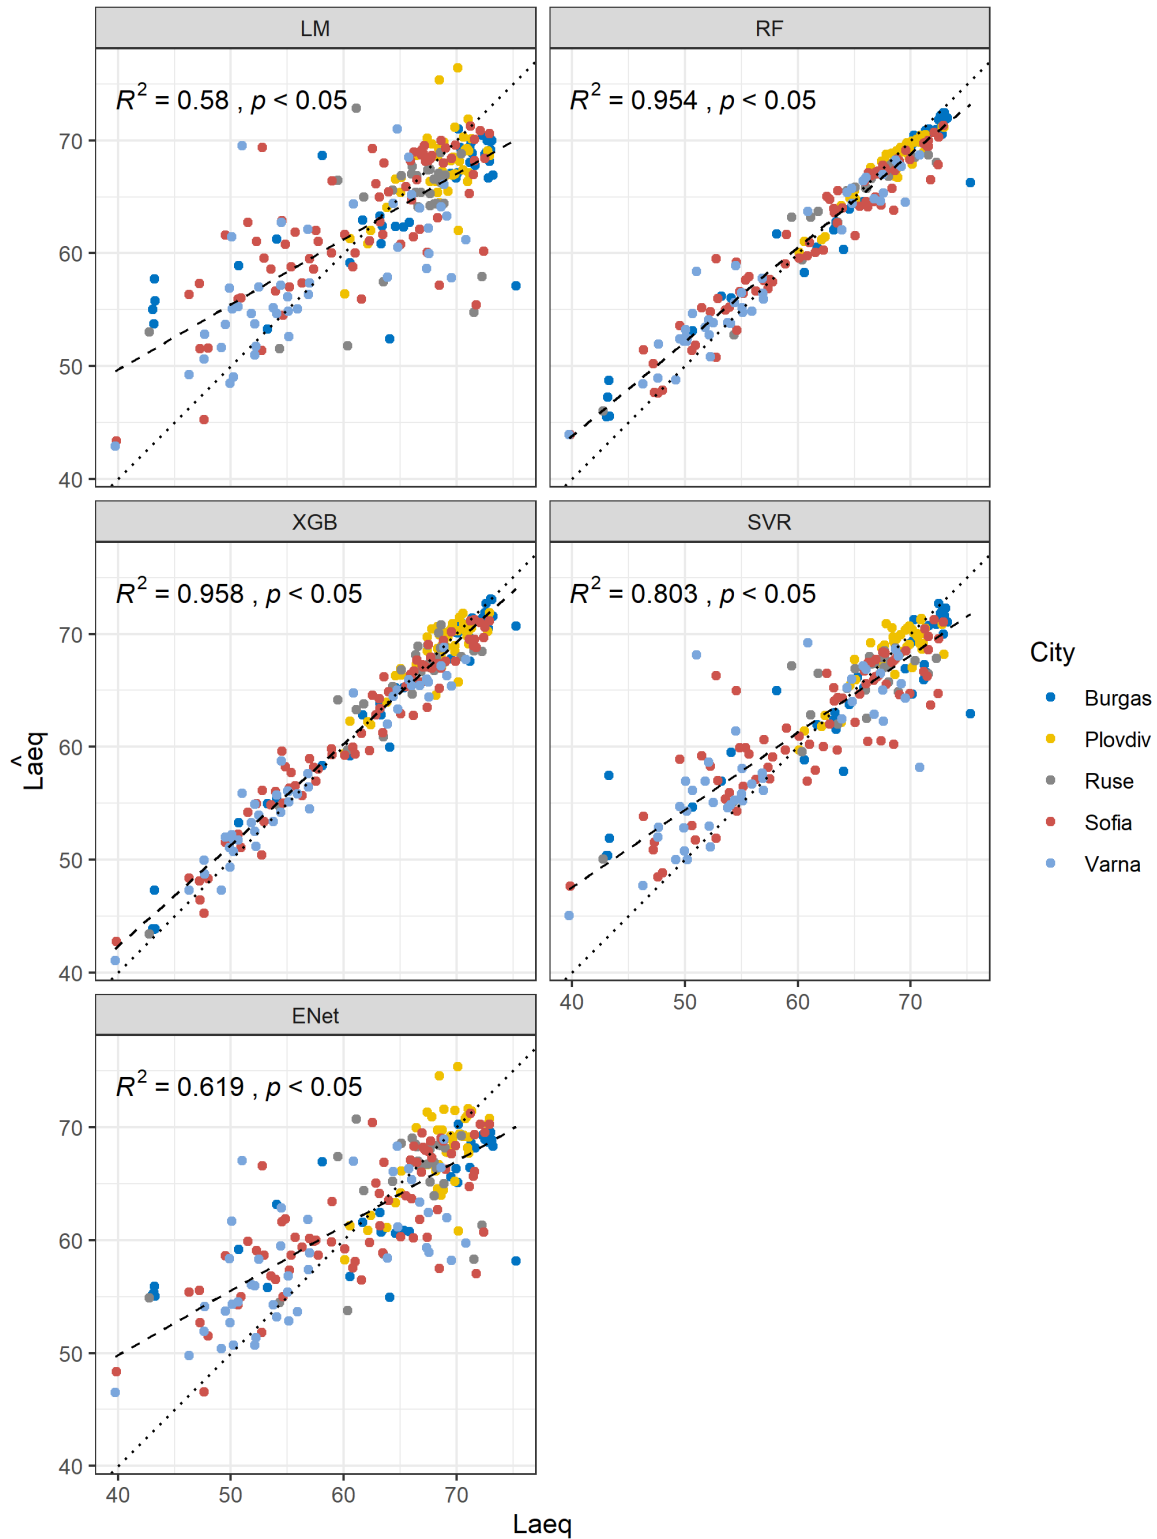 LM
RF
R² = 0.58 , p < 0.05
R² = 0.954 , p < 0.05
70
60
50
40
XGB
SVR
R² = 0.958 , p < 0.05
R² = 0.803 , p < 0.05
70
60
50
40
40 50 60 70
ENet
R² = 0.619 , p < 0.05
70
60
50
40
40 50 60 70
Laeq
Lâeq
City
Burgas
Plovdiv
Ruse
Sofia
Varna